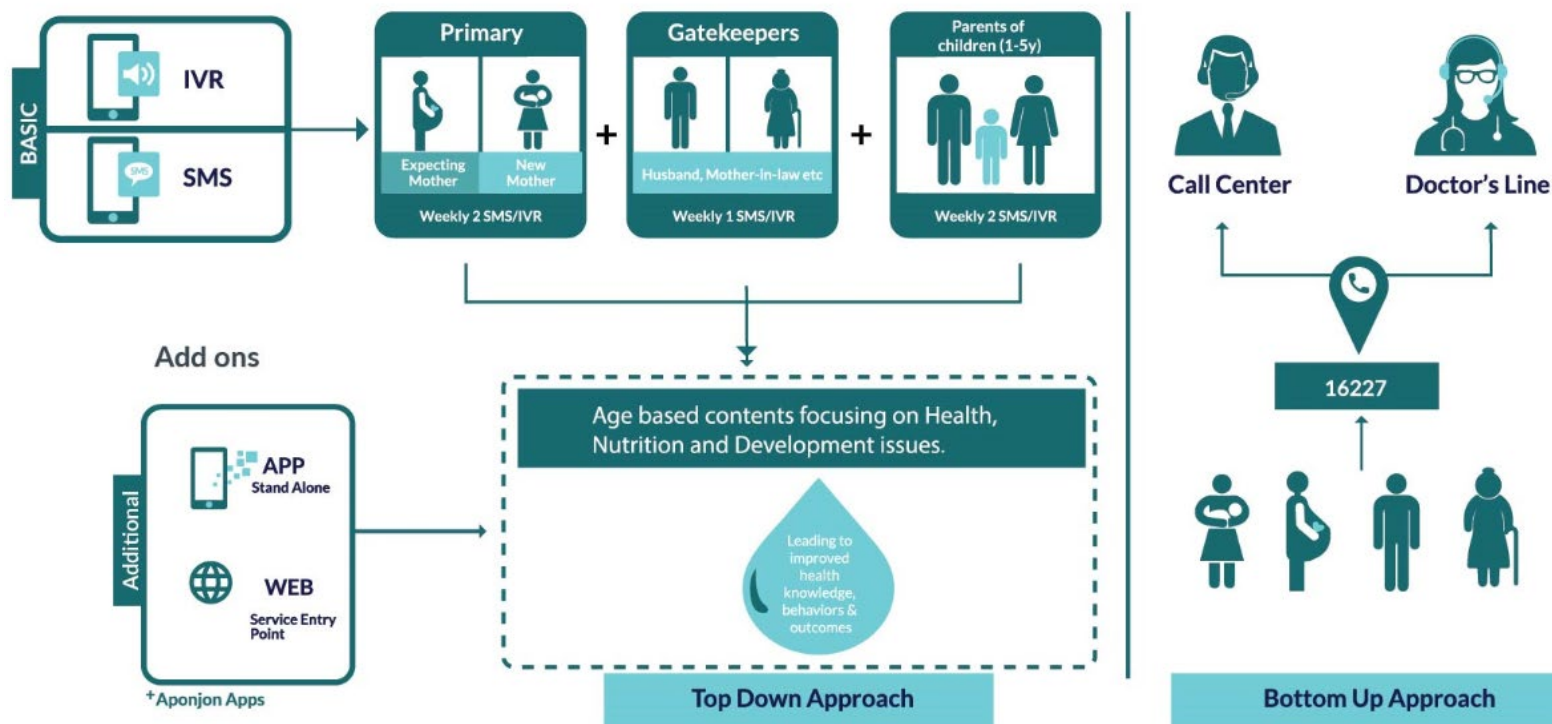 BASIC
IVR
SMS
SMS
Primary
Expecting
Mother
New
Mother
Weekly 2 SMS/IVR
+
Gatekeepers
Husband, Mother-in-law etc
Weekly 1 SMS/IVR
+
Parents of
children (1-5y)
Weekly 2 SMS/IVR
Add ons
Additional
APP
Stand Alone
WEB
Service Entry
Point
+Aponjon Apps
Age based contents focusing on Health,
Nutrition and Development issues.
Leading to
improved
health
knowledge,
behaviors &
outcomes
Top Down Approach
Call Center
Doctor's Line
16227
Bottom Up Approach